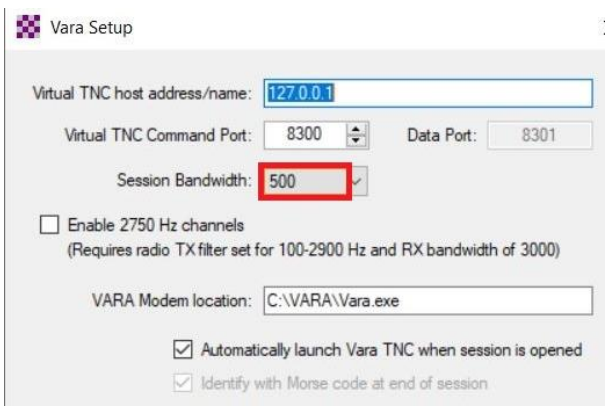 Vara Setup
Virtual TNC host address/name: 127.0.0.1
Virtual TNC Command Port: 8300 Data Port: 8301
Session Bandwidth: 500
Enable 2750 Hz channels
(Requires radio TX filter set for 100-2900 Hz and RX bandwidth of 3000)
VARA Modem location: C:\VARA\Vara.exe
Automatically launch Vara TNC when session is opened
Identify with Morse code at end of session